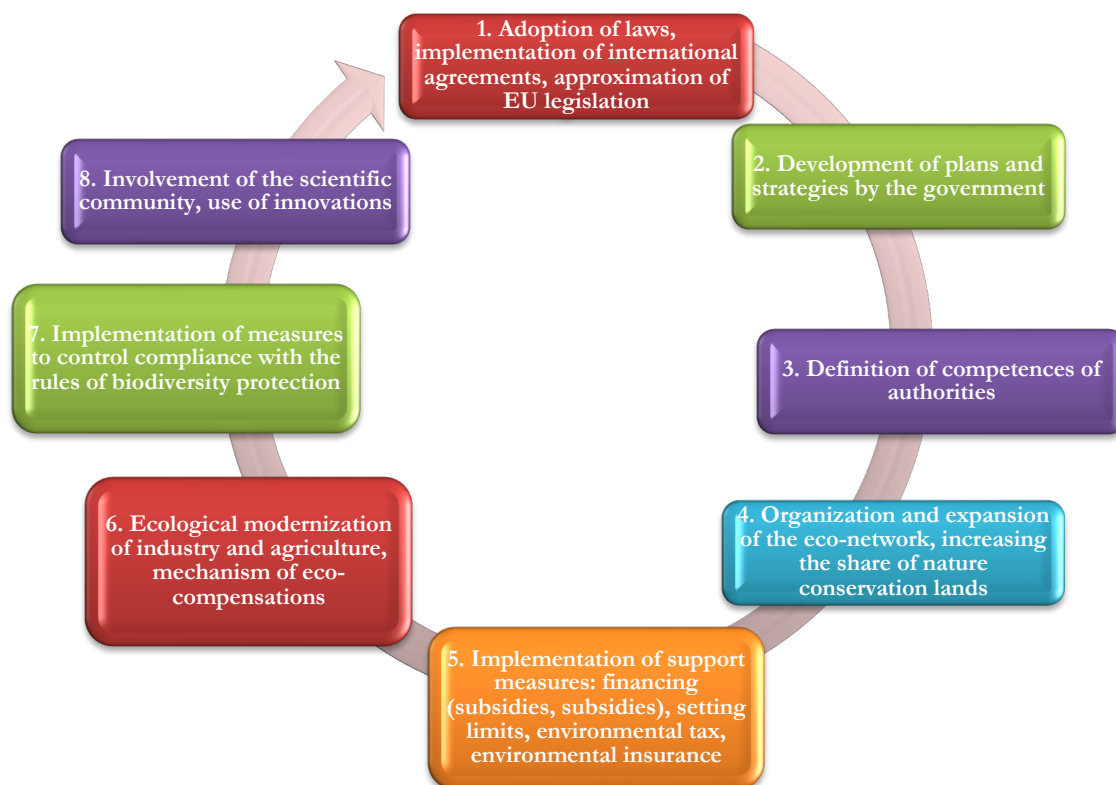 1. Adoption of laws,
implementation of international
agreements, approximation of
EU legislation
2. Development of plans and
strategies by the government
3. Definition of competences of
authorities
4. Organization and expansion
of the eco-network, increasing
the share of nature
conservation lands
5. Implementation of support
measures: financing
(subsidies, subsidies), setting
limits, environmental tax,
environmental insurance
6. Ecological modernization
of industry and agriculture,
mechanism of eco-
compensations
7. Implementation of measures
to control compliance with the
rules of biodiversity protection
8. Involvement of the scientific
community, use of innovations